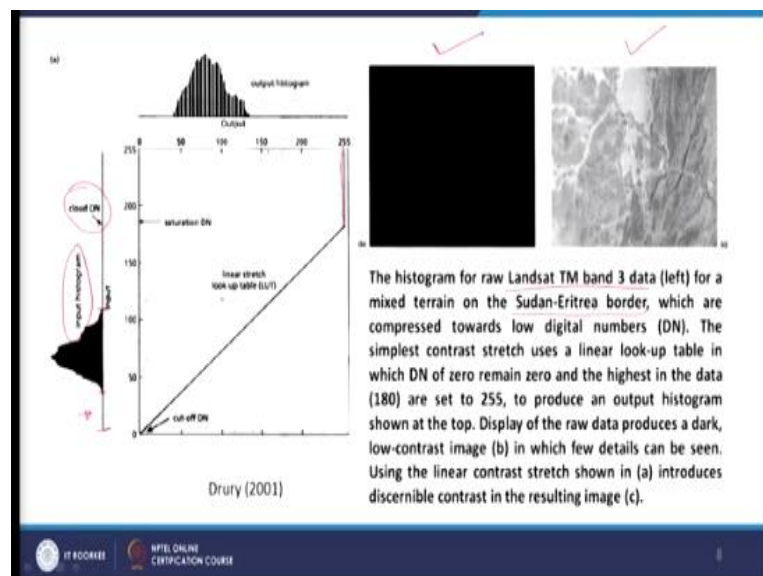 (a)
output histogram
Output
0 50 100 150 200 255
255
200
150
100
50
0
cloud DN
saturation DN
input histogram
Input
linear stretch
look up table (LUT)
cut-off DN
Drury (2001)
(b)
(c)
The histogram for raw Landsat TM band 3 data (left) for a
mixed terrain on the Sudan-Eritrea border, which are
compressed towards low digital numbers (DN). The
simplest contrast stretch uses a linear look-up table in
which DN of zero remain zero and the highest in the data
(180) are set to 255, to produce an output histogram
shown at the top. Display of the raw data produces a dark,
low-contrast image (b) in which few details can be seen.
Using the linear contrast stretch shown in (a) introduces
discernible contrast in the resulting image (c).
IIT ROORKEE
NPTEL ONLINE
CERTIFICATION COURSE
8